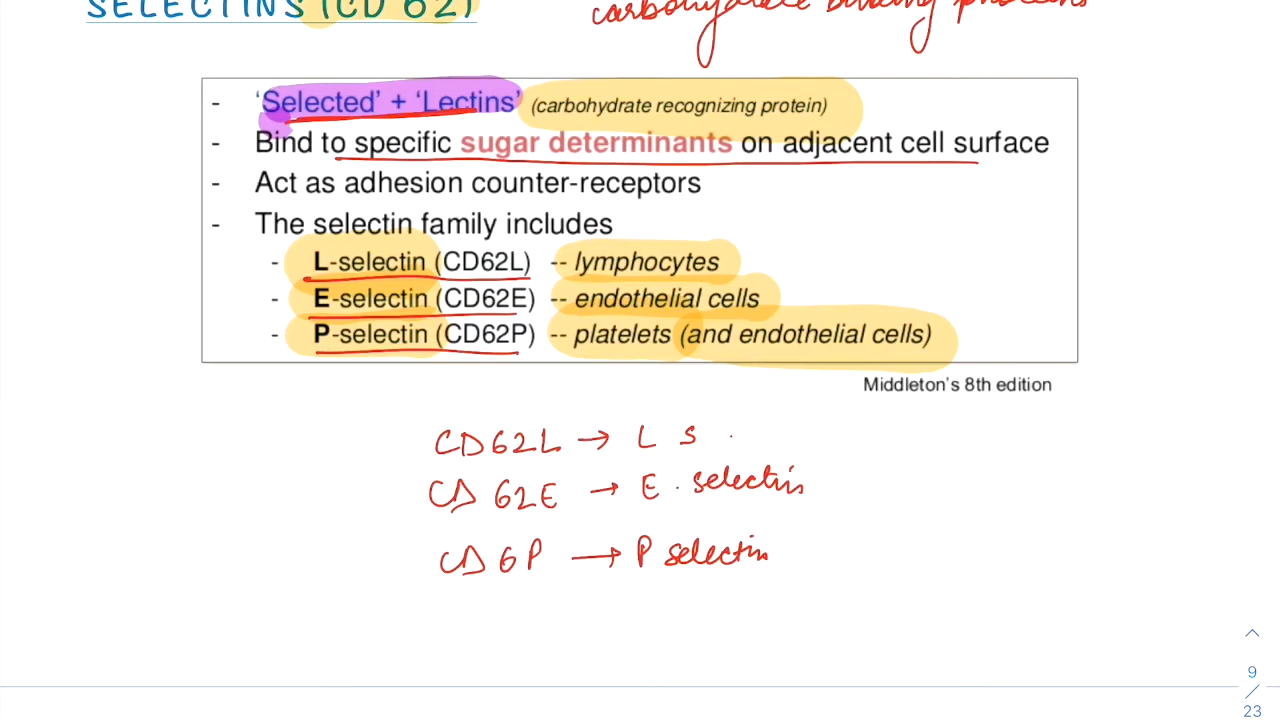 SELECTINS (CD 62)
carbohydrate binding proteins
- ‘Selected’ + ‘Lectins’ (carbohydrate recognizing protein)
- Bind to specific sugar determinants on adjacent cell surface
- Act as adhesion counter-receptors
- The selectin family includes
- L-selectin (CD62L) -- lymphocytes
- E-selectin (CD62E) -- endothelial cells
- P-selectin (CD62P) -- platelets (and endothelial cells)
Middleton's 8th edition
CD62L → L S .
CD 62E → E . selectin
CD 6P → P selectin
9
/
23